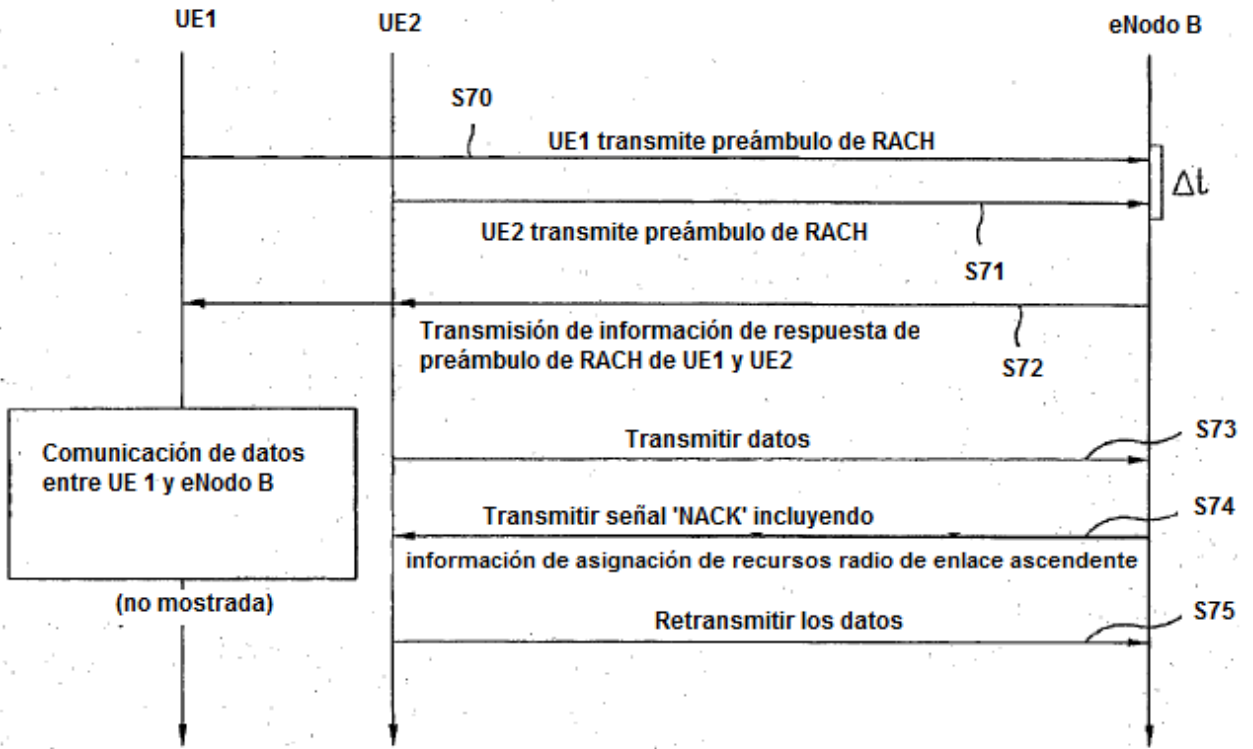 UE1
UE2
eNodo B
S70
UE1 transmite preámbulo de RACH
Δt
UE2 transmite preámbulo de RACH
S71
Transmisión de información de respuesta de
preámbulo de RACH de UE1 y UE2
S72
Comunicación de datos
entre UE 1 y eNodo B
(no mostrada)
Transmitir datos
S73
Transmitir señal 'NACK' incluyendo
S74
información de asignación de recursos radio de enlace ascendente
Retransmitir los datos
S75